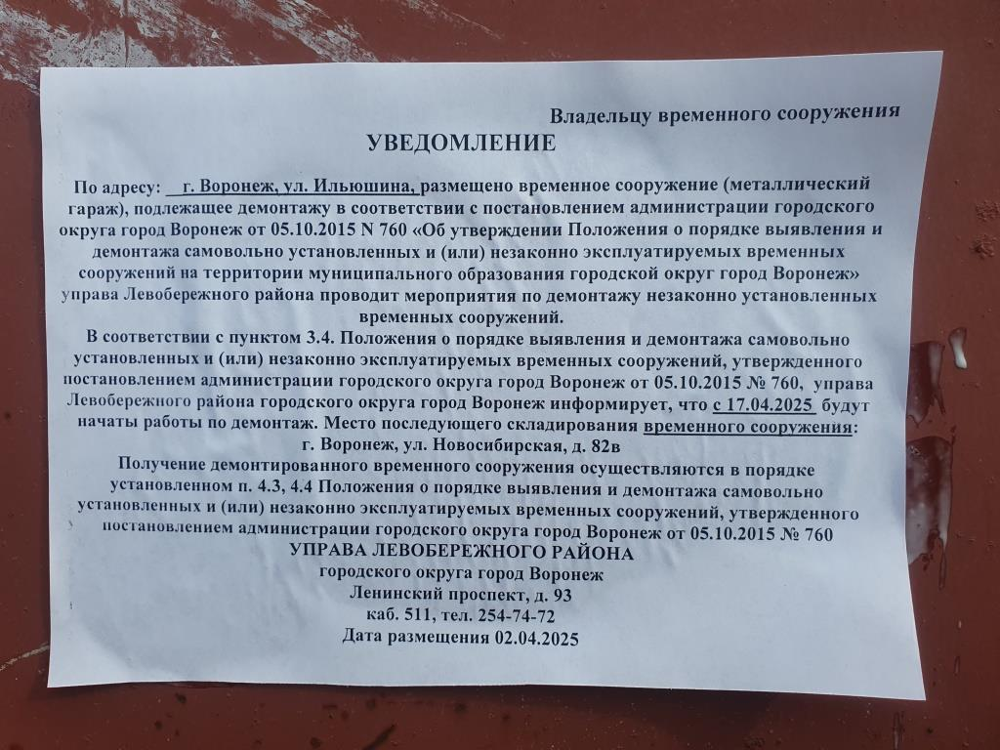 Владельцу временного сооружения
УВЕДОМЛЕНИЕ
По адресу: г. Воронеж, ул. Ильюшина, размещено временное сооружение (металлический
гараж), подлежащее демонтажу в соответствии с постановлением администрации городского
округа город Воронеж от 05.10.2015 N 760 «Об утверждении Положения о порядке выявления и
демонтажа самовольно установленных и (или) незаконно эксплуатируемых временных
сооружений на территории муниципального образования городской округ город Воронеж»
управа Левобережного района проводит мероприятия по демонтажу незаконно установленных
временных сооружений.
В соответствии с пунктом 3.4. Положения о порядке выявления и демонтажа самовольно
установленных и (или) незаконно эксплуатируемых временных сооружений, утвержденного
постановлением администрации городского округа город Воронеж от 05.10.2015 № 760, управа
Левобережного района городского округа город Воронеж информирует, что с 17.04.2025 будут
начаты работы по демонтаж. Место последующего складирования временного сооружения:
г. Воронеж, ул. Новосибирская, д. 82в
Получение демонтированного временного сооружения осуществляются в порядке
установленном п. 4.3, 4.4 Положения о порядке выявления и демонтажа самовольно
установленных и (или) незаконно эксплуатируемых временных сооружений, утвержденного
постановлением администрации городского округа город Воронеж от 05.10.2015 № 760
УПРАВА ЛЕВОБЕРЕЖНОГО РАЙОНА
городского округа город Воронеж
Ленинский проспект, д. 93
каб. 511, тел. 254-74-72
Дата размещения 02.04.2025